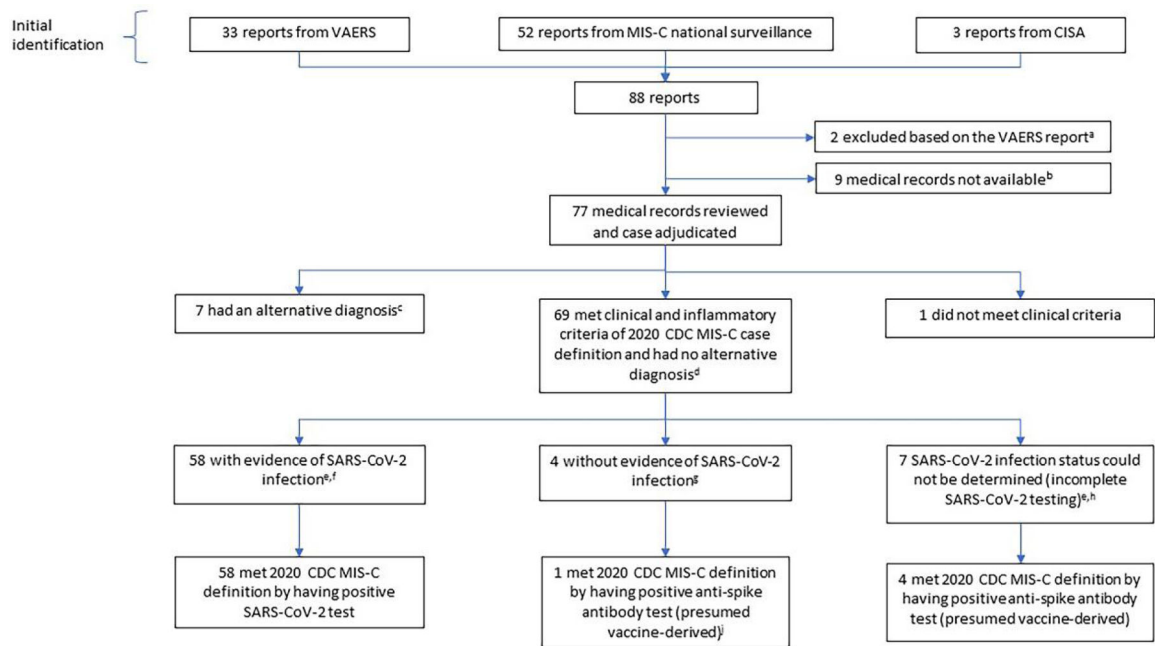 Initial
identification
33 reports from VAERS
52 reports from MIS-C national surveillance
3 reports from CISA
88 reports
2 excluded based on the VAERS reportᵃ
9 medical records not availableᵇ
77 medical records reviewed
and case adjudicated
7 had an alternative diagnosisᶜ
69 met clinical and inflammatory
criteria of 2020 CDC MIS-C case
definition and had no alternative
diagnosisᵈ
1 did not meet clinical criteria
58 with evidence of SARS-CoV-2
infectionᵉ,ᶠ
4 without evidence of SARS-CoV-2
infectionᵍ
7 SARS-CoV-2 infection status could
not be determined (incomplete
SARS-CoV-2 testing)ᵉ,ʰ
58 met 2020 CDC MIS-C
definition by having positive
SARS-CoV-2 test
1 met 2020 CDC MIS-C definition
by having positive anti-spike
antibody test (presumed
vaccine-derived)ʲ
4 met 2020 CDC MIS-C definition by
having positive anti-spike antibody
test (presumed vaccine-derived)